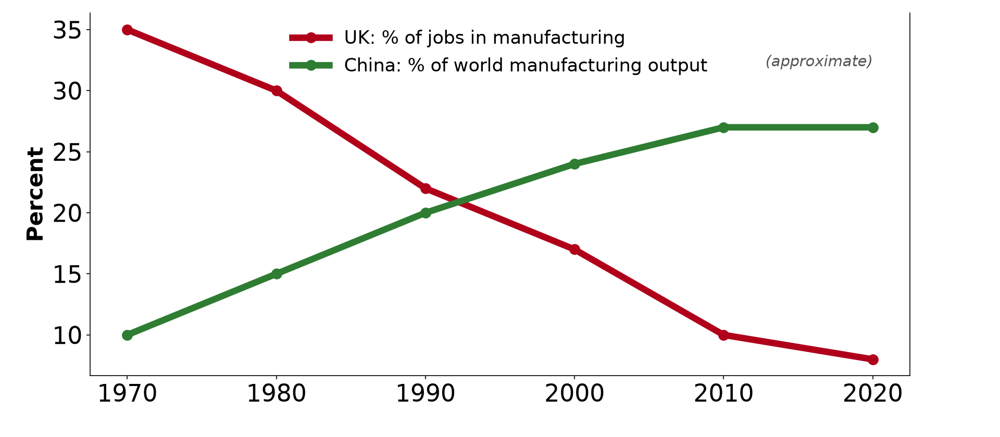 35
30
25
20
15
10
Percent
UK: % of jobs in manufacturing
China: % of world manufacturing output
(approximate)
1970 1980 1990 2000 2010 2020